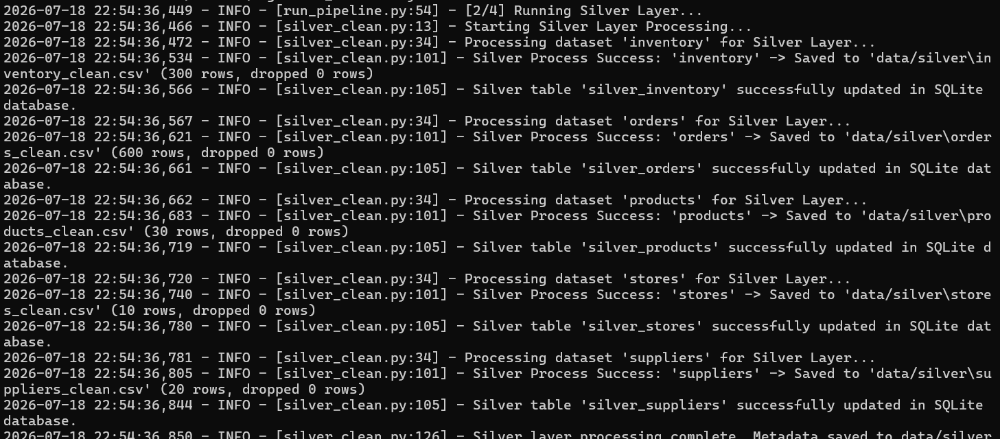 2026-07-18 22:54:36,449 - INFO - [run_pipeline.py:54] - [2/4] Running Silver Layer...
2026-07-18 22:54:36,466 - INFO - [silver_clean.py:13] - Starting Silver Layer Processing...
2026-07-18 22:54:36,472 - INFO - [silver_clean.py:34] - Processing dataset 'inventory' for Silver Layer...
2026-07-18 22:54:36,534 - INFO - [silver_clean.py:101] - Silver Process Success: 'inventory' -> Saved to 'data/silver\in
ventory_clean.csv' (300 rows, dropped 0 rows)
2026-07-18 22:54:36,566 - INFO - [silver_clean.py:105] - Silver table 'silver_inventory' successfully updated in SQLite
database.
2026-07-18 22:54:36,567 - INFO - [silver_clean.py:34] - Processing dataset 'orders' for Silver Layer...
2026-07-18 22:54:36,621 - INFO - [silver_clean.py:101] - Silver Process Success: 'orders' -> Saved to 'data/silver\order
s_clean.csv' (600 rows, dropped 0 rows)
2026-07-18 22:54:36,661 - INFO - [silver_clean.py:105] - Silver table 'silver_orders' successfully updated in SQLite dat
abase.
2026-07-18 22:54:36,662 - INFO - [silver_clean.py:34] - Processing dataset 'products' for Silver Layer...
2026-07-18 22:54:36,683 - INFO - [silver_clean.py:101] - Silver Process Success: 'products' -> Saved to 'data/silver\pro
ducts_clean.csv' (30 rows, dropped 0 rows)
2026-07-18 22:54:36,719 - INFO - [silver_clean.py:105] - Silver table 'silver_products' successfully updated in SQLite d
atabase.
2026-07-18 22:54:36,720 - INFO - [silver_clean.py:34] - Processing dataset 'stores' for Silver Layer...
2026-07-18 22:54:36,740 - INFO - [silver_clean.py:101] - Silver Process Success: 'stores' -> Saved to 'data/silver\store
s_clean.csv' (10 rows, dropped 0 rows)
2026-07-18 22:54:36,780 - INFO - [silver_clean.py:105] - Silver table 'silver_stores' successfully updated in SQLite dat
abase.
2026-07-18 22:54:36,781 - INFO - [silver_clean.py:34] - Processing dataset 'suppliers' for Silver Layer...
2026-07-18 22:54:36,805 - INFO - [silver_clean.py:101] - Silver Process Success: 'suppliers' -> Saved to 'data/silver\su
ppliers_clean.csv' (20 rows, dropped 0 rows)
2026-07-18 22:54:36,844 - INFO - [silver_clean.py:105] - Silver table 'silver_suppliers' successfully updated in SQLite
database.
2026-07-18 22:54:36,850 - INFO - [silver_clean.py:126] - Silver layer processing complete. Metadata saved to data/silver